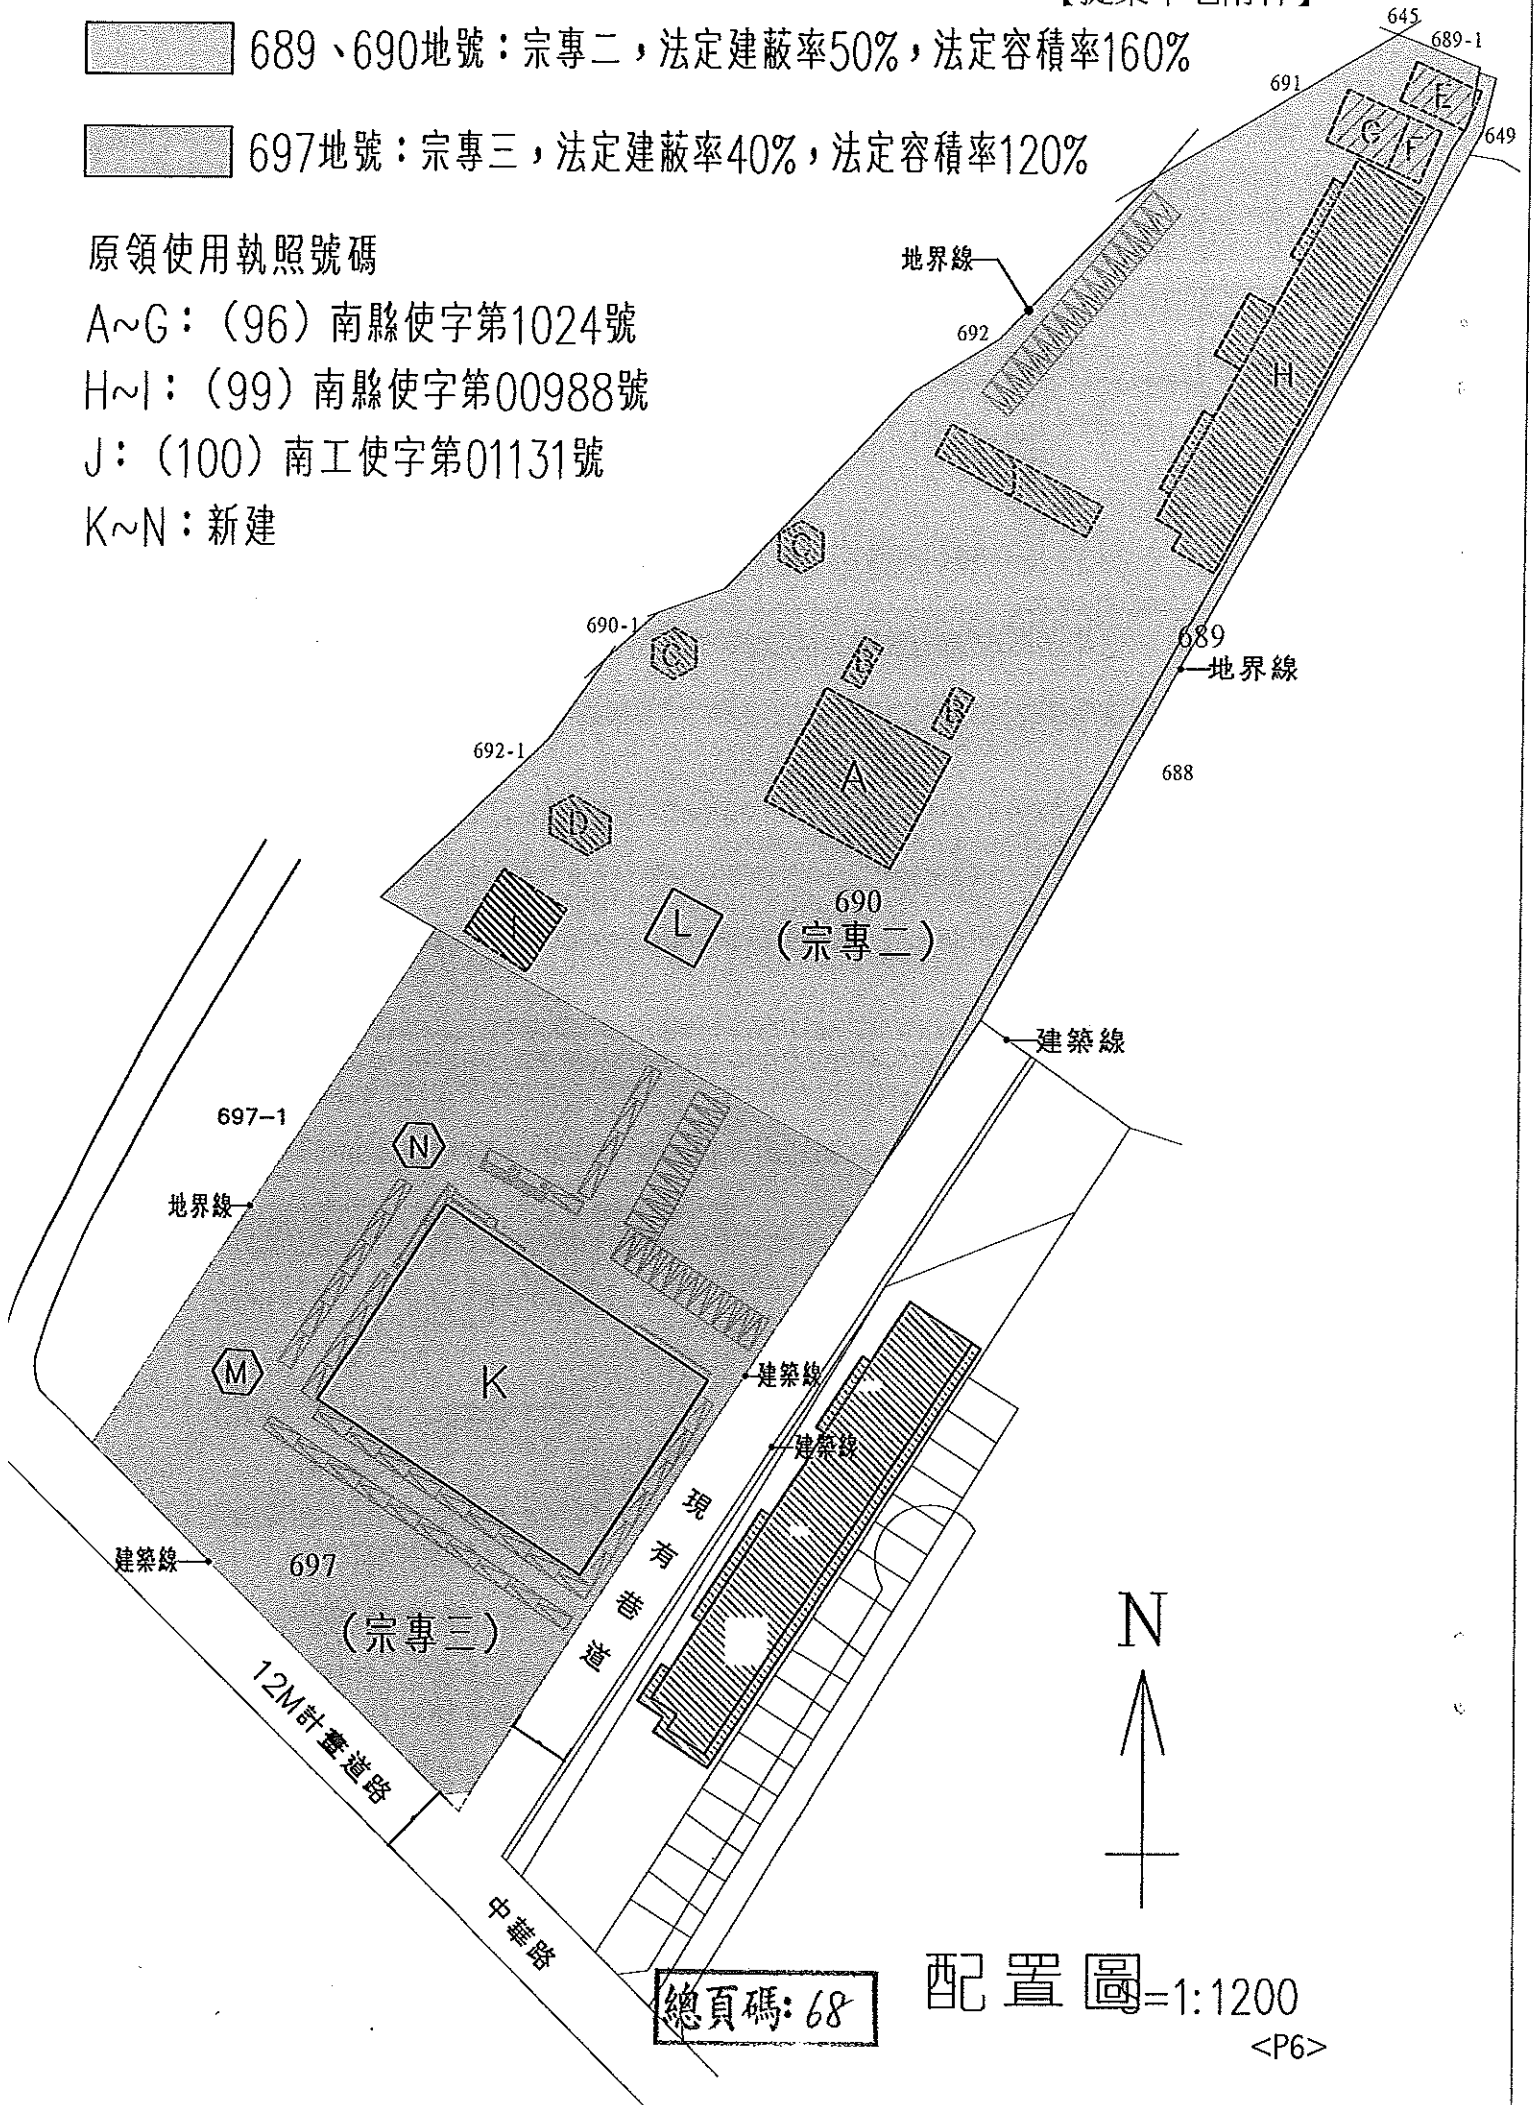 689、690地號：宗專二，法定建蔽率50%，法定容積率160%
697地號：宗專三，法定建蔽率40%，法定容積率120%
原領使用執照號碼
A~G：（96）南縣使字第1024號
H~I：（99）南縣使字第00988號
J：（100）南工使字第01131號
K~N：新建
645
689-1
691
E
G
F
649
地界線
692
H
J
C
690-1
C
689
地界線
B
B
692-1
688
A
D
I
L
690
（宗專二）
建築線
697-1
N
地界線
M
K
建築線
建築線
現有巷道
建築線
697
（宗專三）
12M計畫道路
中華路
N
總頁碼: 68
配置圖
S=1:1200
<P6>